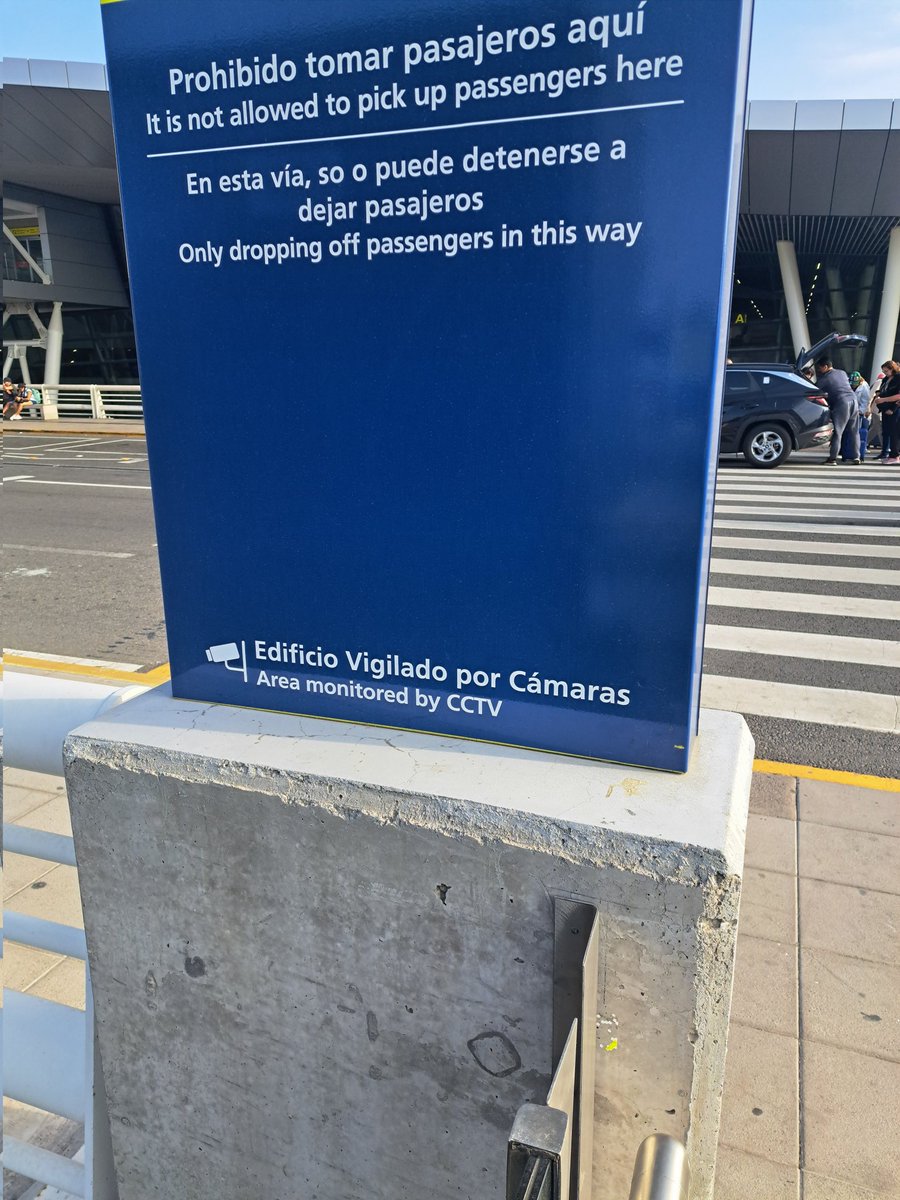 Prohibido tomar pasajeros aquí
It is not allowed to pick up passengers here
En esta vía, so o puede detenerse a
dejar pasajeros
Only dropping off passengers in this way
Edificio Vigilado por Cámaras
Area monitored by CCTV